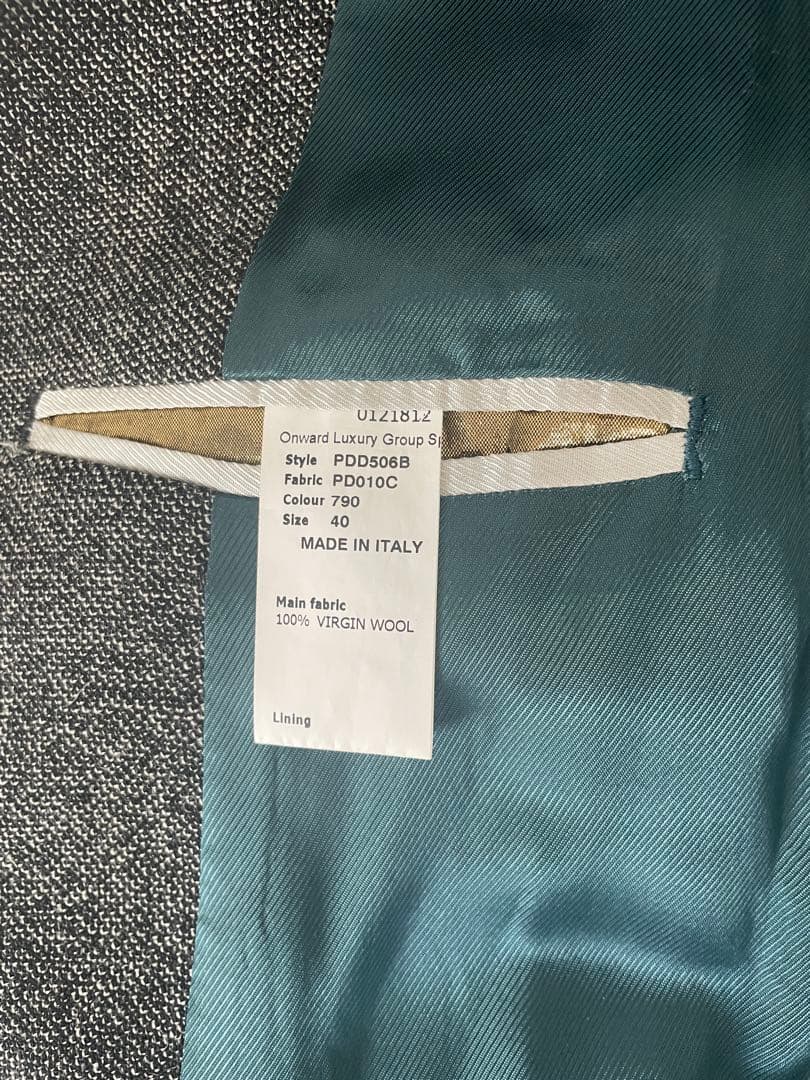 0121812
Onward Luxury Group S
Style PDD506B
Fabric PD010C
Colour 790
Size 40
MADE IN ITALY
Main fabric
100% VIRGIN WOOL
Lining